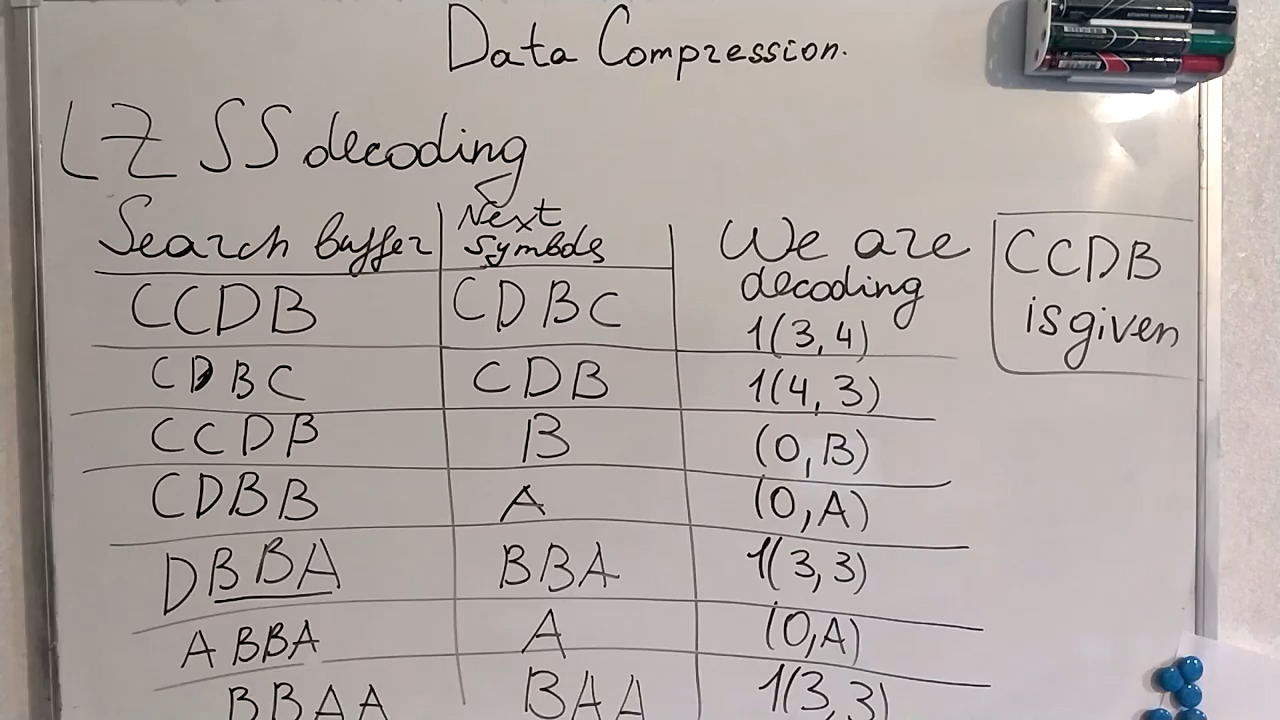 Data Compression.
LZSS decoding
Search buffer Next symbols We are decoding
CCDB CDBC 1(3,4)
CDBC CDB 1(4,3)
CCDB B (0,B)
CDBB A (0,A)
DBBA BBA 1(3,3)
ABBA A (0,A)
BBAA BAA 1(3,3)
CCDB
is given